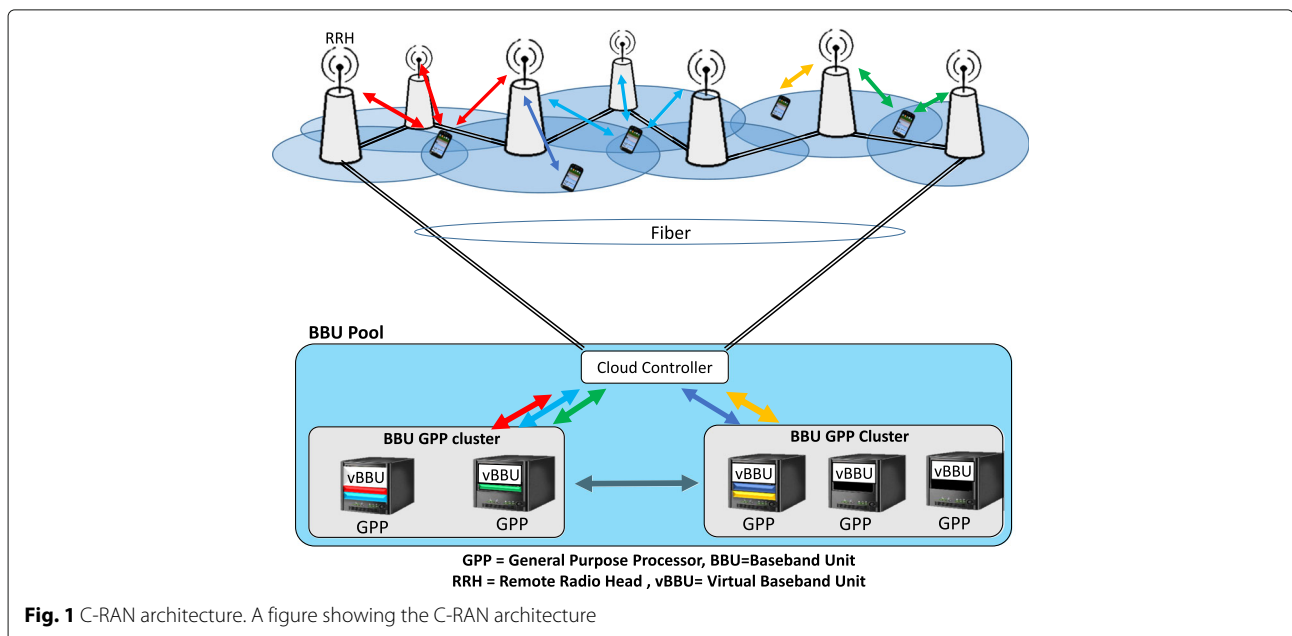 RRH
Fiber
BBU Pool
Cloud Controller
BBU GPP cluster
BBU GPP Cluster
vBBU
vBBU
vBBU
vBBU
vBBU
GPP
GPP
GPP
GPP
GPP
GPP = General Purpose Processor, BBU=Baseband Unit
RRH = Remote Radio Head , vBBU= Virtual Baseband Unit
Fig. 1 C-RAN architecture. A figure showing the C-RAN architecture